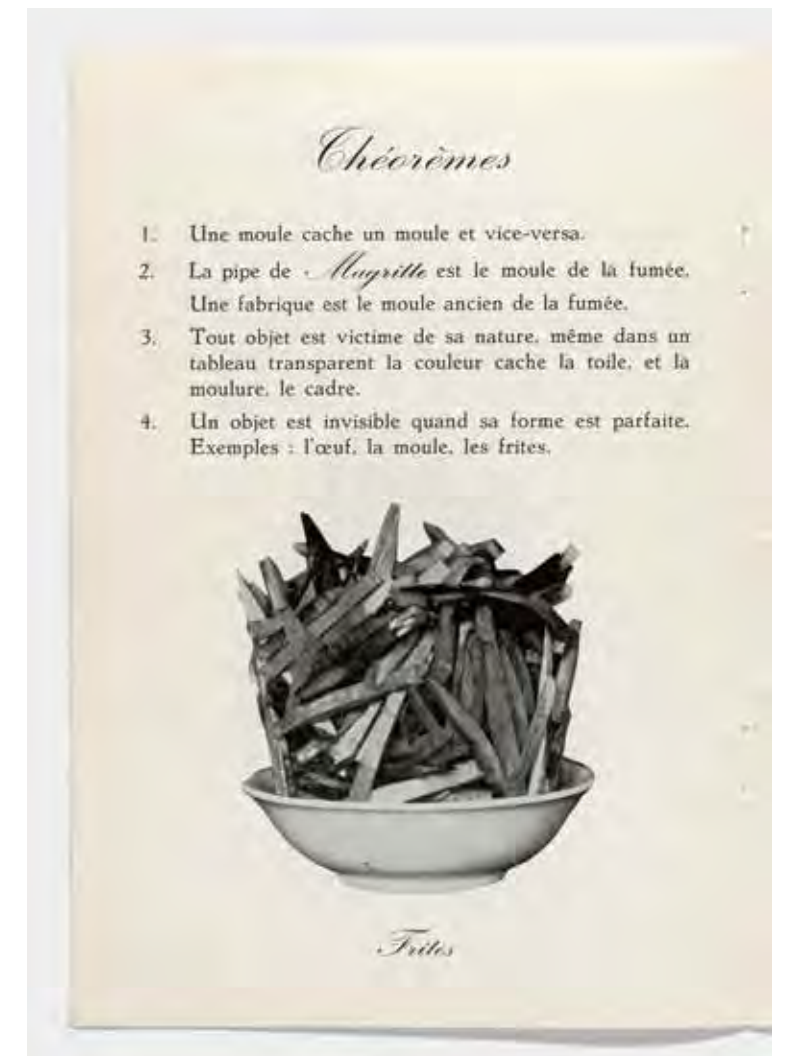 Théorèmes
1. Une moule cache un moule et vice-versa.
2. La pipe de Magritte est le moule de la fumée.
Une fabrique est le moule ancien de la fumée.
3. Tout objet est victime de sa nature, même dans un
tableau transparent la couleur cache la toile, et la
moulure, le cadre.
4. Un objet est invisible quand sa forme est parfaite.
Exemples : l'œuf, la moule, les frites.
Frites